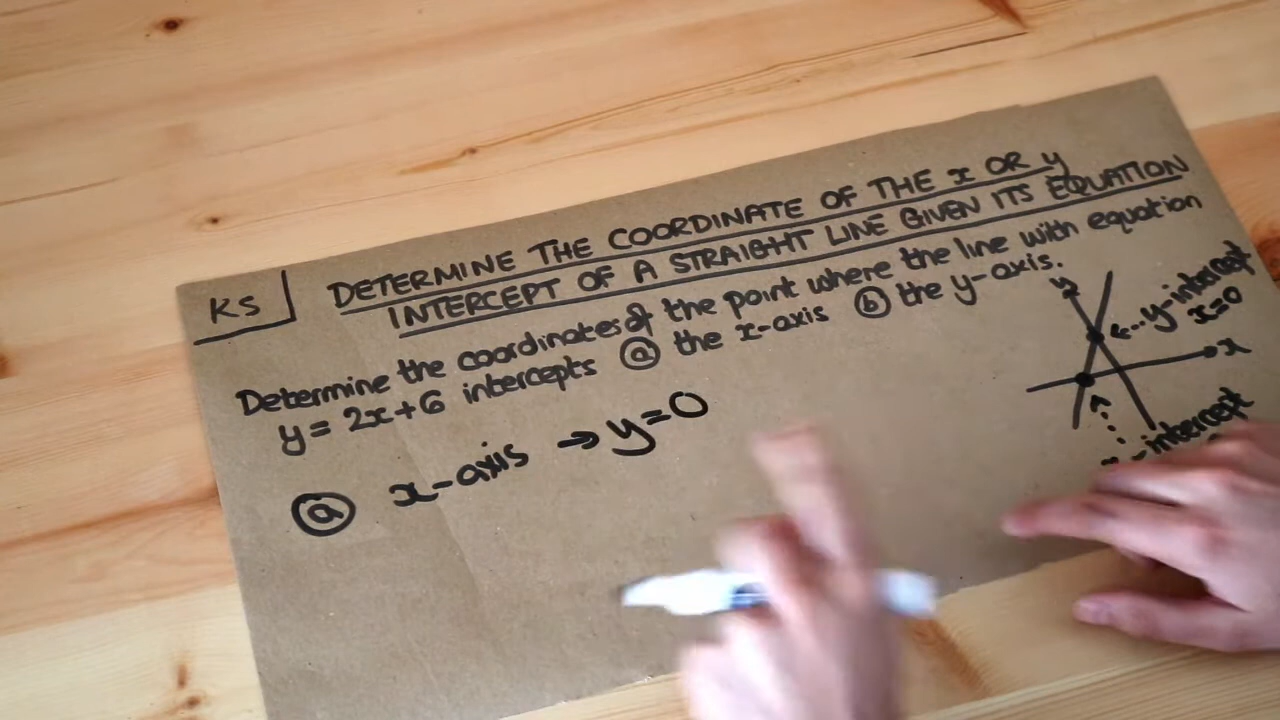 KS
DETERMINE THE COORDINATE OF THE x OR y
INTERCEPT OF A STRAIGHT LINE GIVEN ITS EQUATION
Determine the coordinates of the point where the line with equation
y = 2x+6 intercepts ⓐ the x-axis ⓑ the y-axis.
y
y-intercept
x=0
x
x-intercept
ⓐ x-axis → y=0